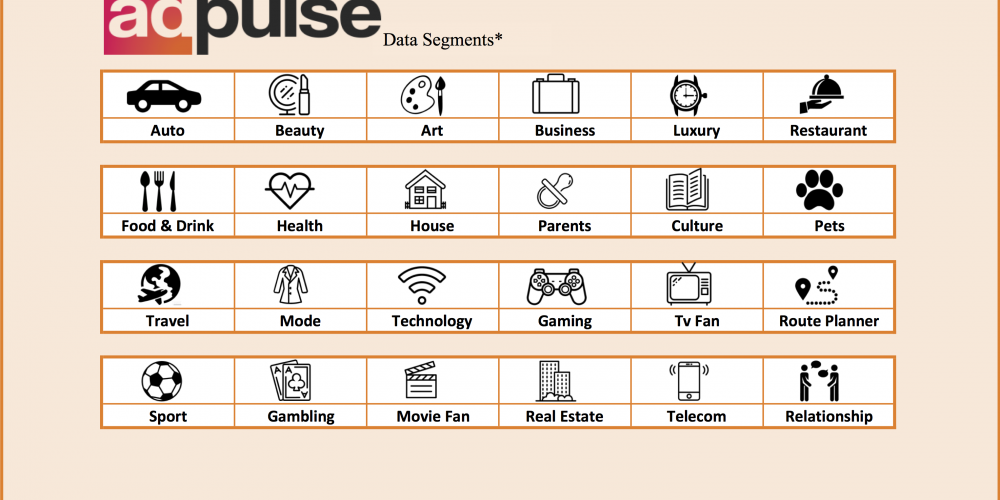 adpulse Data Segments*
Auto Beauty Art Business Luxury Restaurant
Food & Drink Health House Parents Culture Pets
Travel Mode Technology Gaming Tv Fan Route Planner
A A
Sport Gambling Movie Fan Real Estate Telecom Relationship